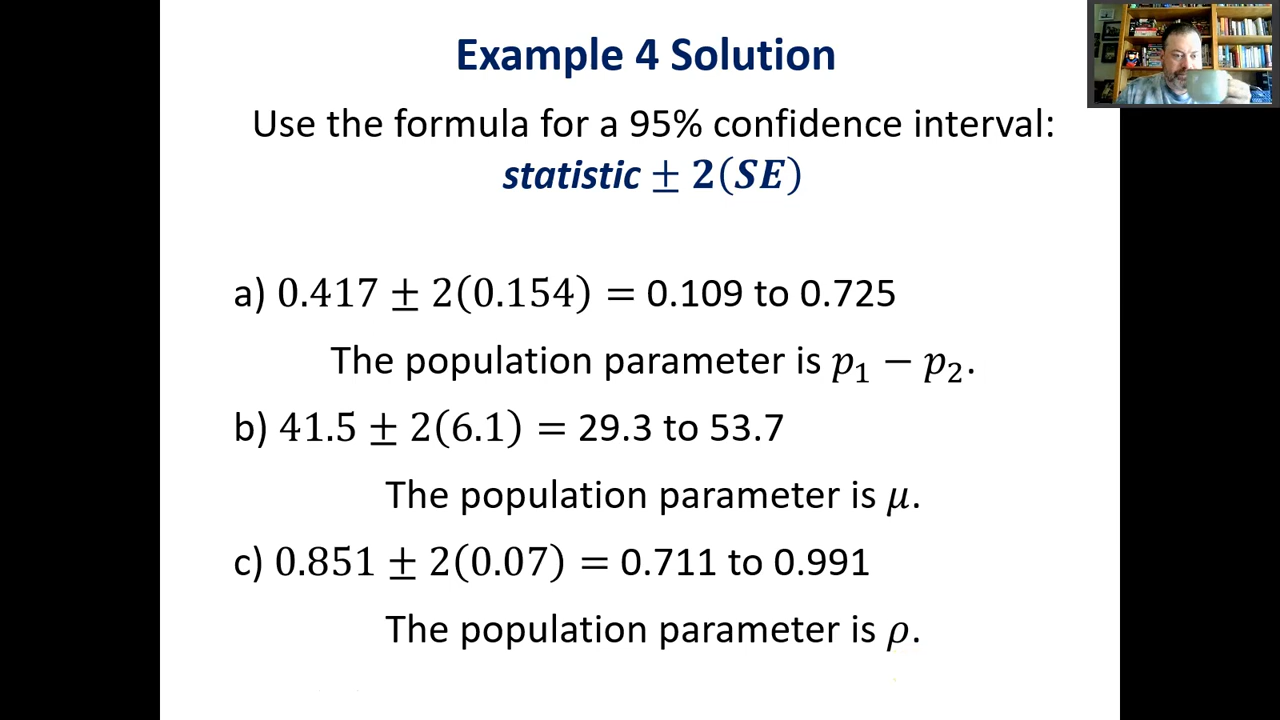 Example 4 Solution
Use the formula for a 95% confidence interval:
statistic ± 2(SE)
a) 0.417 ± 2(0.154) = 0.109 to 0.725
The population parameter is p₁ − p₂.
b) 41.5 ± 2(6.1) = 29.3 to 53.7
The population parameter is μ.
c) 0.851 ± 2(0.07) = 0.711 to 0.991
The population parameter is ρ.